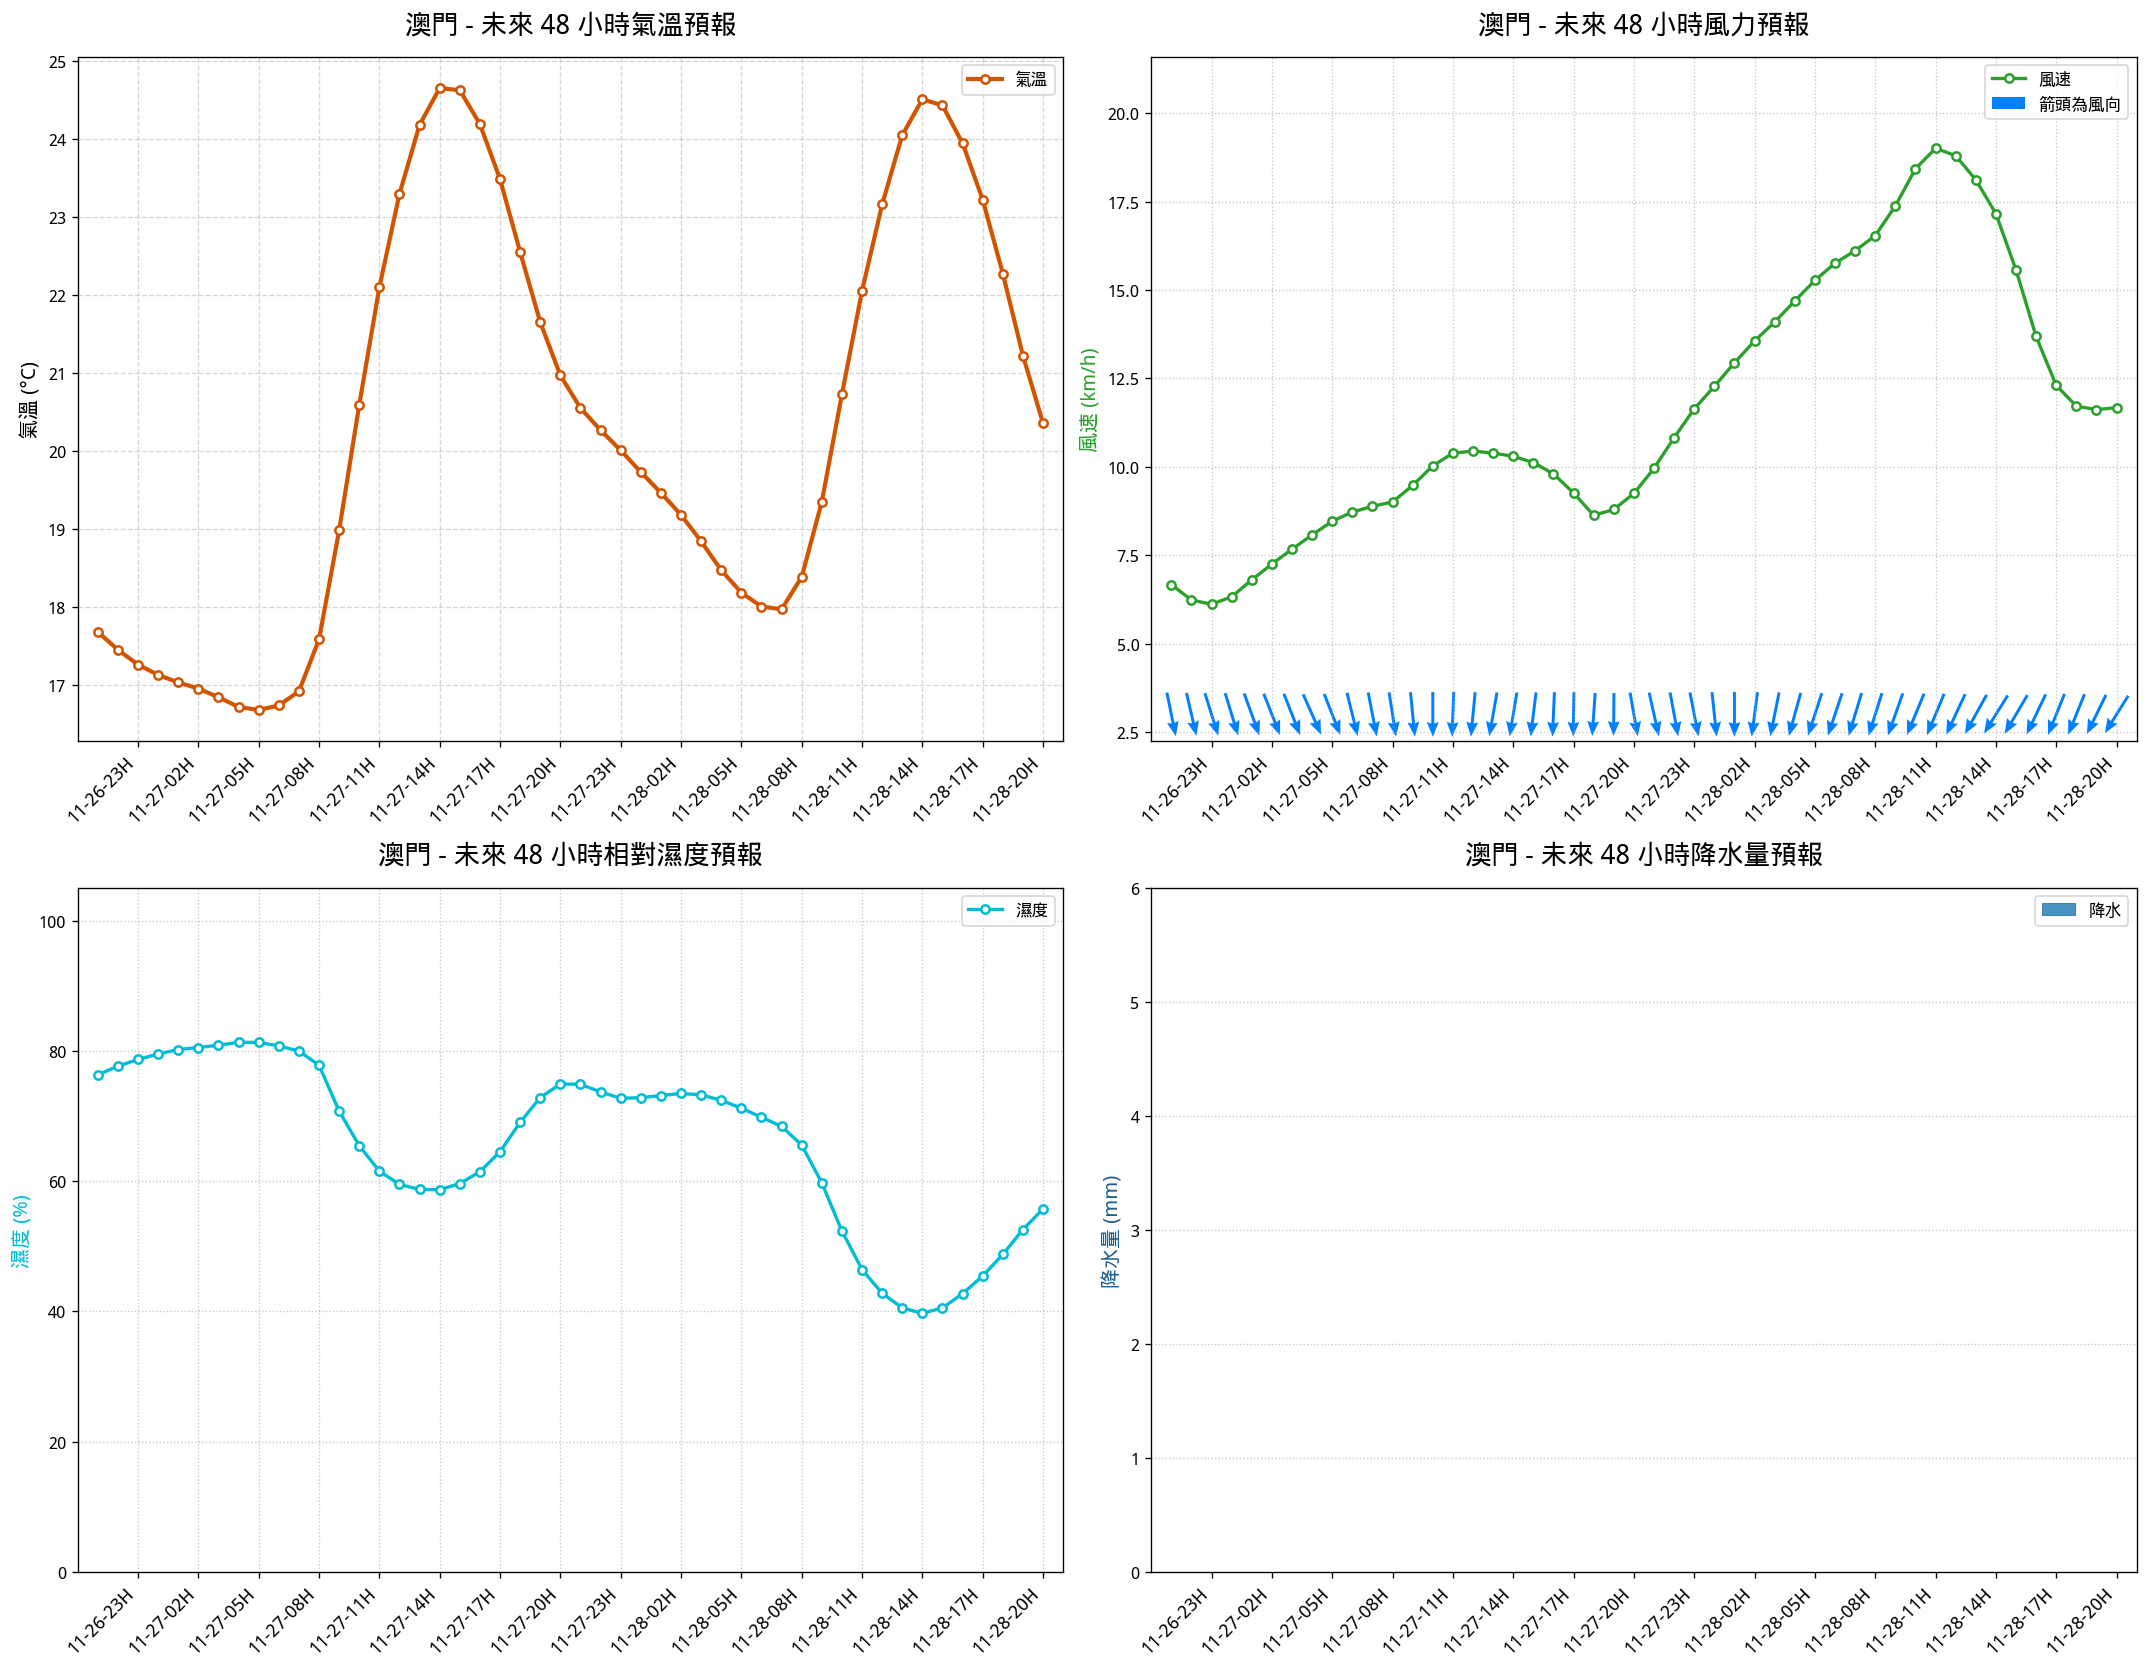 澳門 - 未來 48 小時氣溫預報
氣溫
氣溫 (°C)
25
24
23
22
21
20
19
18
17
11-26-23H
11-27-02H
11-27-05H
11-27-08H
11-27-11H
11-27-14H
11-27-17H
11-27-20H
11-27-23H
11-28-02H
11-28-05H
11-28-08H
11-28-11H
11-28-14H
11-28-17H
11-28-20H
澳門 - 未來 48 小時風力預報
風速
箭頭為風向
風速 (km/h)
20.0
17.5
15.0
12.5
10.0
7.5
5.0
2.5
11-26-23H
11-27-02H
11-27-05H
11-27-08H
11-27-11H
11-27-14H
11-27-17H
11-27-20H
11-27-23H
11-28-02H
11-28-05H
11-28-08H
11-28-11H
11-28-14H
11-28-17H
11-28-20H
澳門 - 未來 48 小時相對濕度預報
濕度
濕度 (%)
100
80
60
40
20
0
11-26-23H
11-27-02H
11-27-05H
11-27-08H
11-27-11H
11-27-14H
11-27-17H
11-27-20H
11-27-23H
11-28-02H
11-28-05H
11-28-08H
11-28-11H
11-28-14H
11-28-17H
11-28-20H
澳門 - 未來 48 小時降水量預報
降水
降水量 (mm)
6
5
4
3
2
1
0
11-26-23H
11-27-02H
11-27-05H
11-27-08H
11-27-11H
11-27-14H
11-27-17H
11-27-20H
11-27-23H
11-28-02H
11-28-05H
11-28-08H
11-28-11H
11-28-14H
11-28-17H
11-28-20H